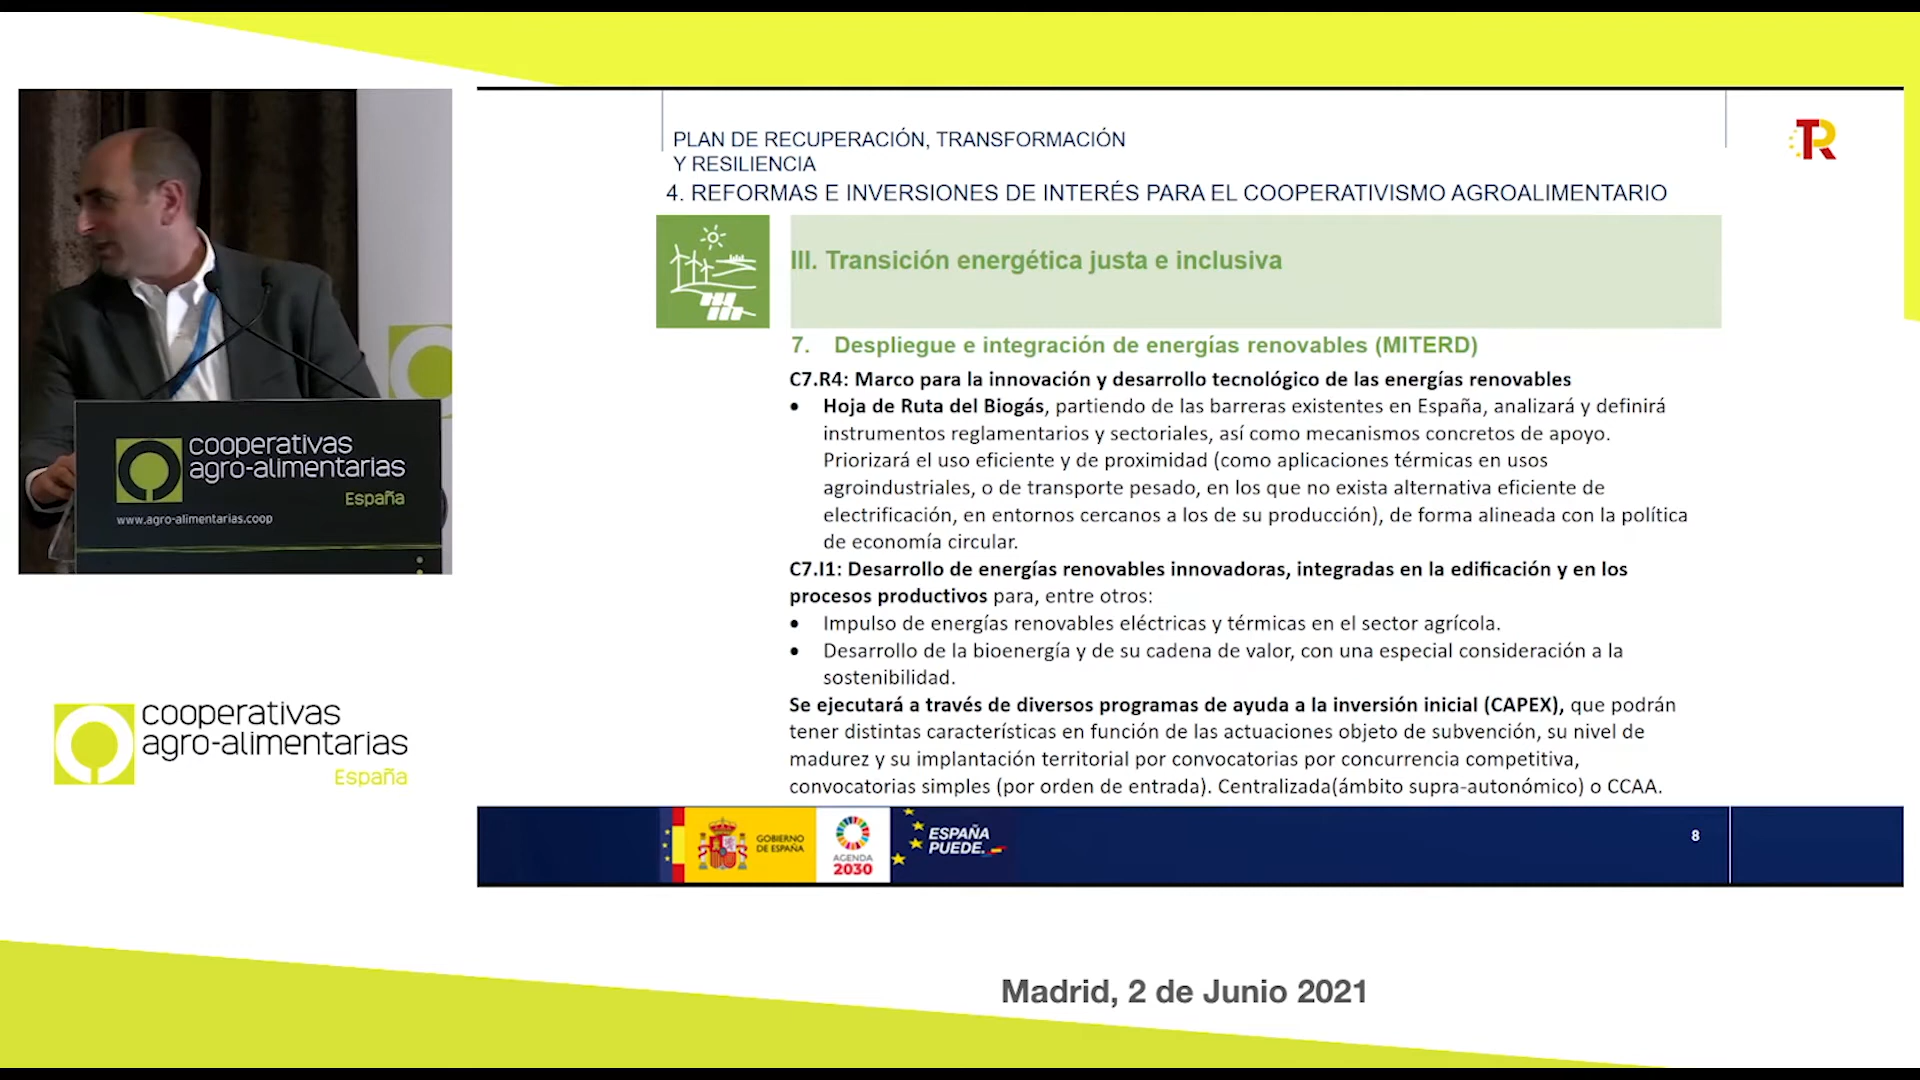 PLAN DE RECUPERACIÓN, TRANSFORMACIÓN
Y RESILIENCIA
4. REFORMAS E INVERSIONES DE INTERÉS PARA EL COOPERATIVISMO AGROALIMENTARIO
TR
III. Transición energética justa e inclusiva
7. Despliegue e integración de energías renovables (MITERD)
C7.R4: Marco para la innovación y desarrollo tecnológico de las energías renovables
• Hoja de Ruta del Biogás, partiendo de las barreras existentes en España, analizará y definirá
instrumentos reglamentarios y sectoriales, así como mecanismos concretos de apoyo.
Priorizará el uso eficiente y de proximidad (como aplicaciones térmicas en usos
agroindustriales, o de transporte pesado, en los que no exista alternativa eficiente de
electrificación, en entornos cercanos a los de su producción), de forma alineada con la política
de economía circular.
C7.I1: Desarrollo de energías renovables innovadoras, integradas en la edificación y en los
procesos productivos para, entre otros:
• Impulso de energías renovables eléctricas y térmicas en el sector agrícola.
• Desarrollo de la bioenergía y de su cadena de valor, con una especial consideración a la
sostenibilidad.
Se ejecutará a través de diversos programas de ayuda a la inversión inicial (CAPEX), que podrán
tener distintas características en función de las actuaciones objeto de subvención, su nivel de
madurez y su implantación territorial por convocatorias por concurrencia competitiva,
convocatorias simples (por orden de entrada). Centralizada(ámbito supra-autonómico) o CCAA.
GOBIERNO
DE ESPAÑA
AGENDA
2030
ESPAÑA
PUEDE.
8
cooperativas
agro-alimentarias
España
www.agro-alimentarias.coop
cooperativas
agro-alimentarias
España
Madrid, 2 de Junio 2021